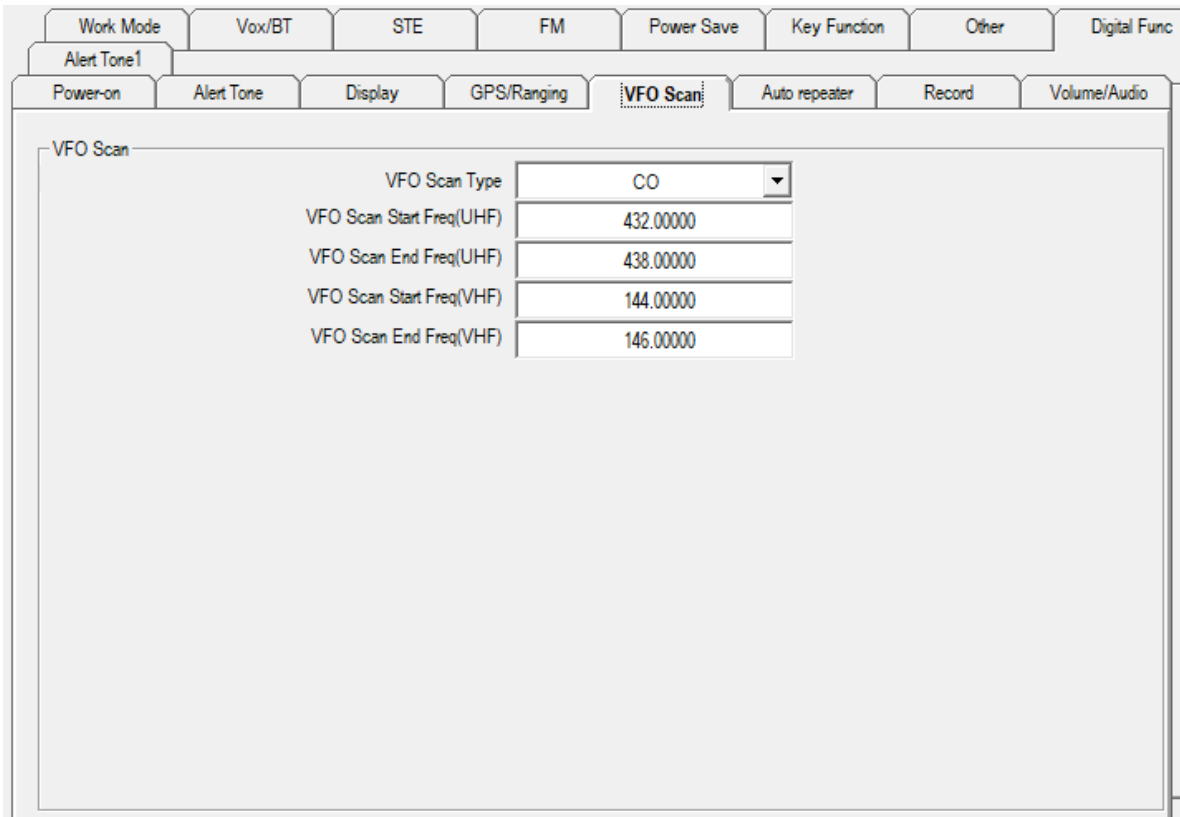 Work Mode Vox/BT STE FM Power Save Key Function Other Digital Func
Alert Tone1
Power-on Alert Tone Display GPS/Ranging VFO Scan Auto repeater Record Volume/Audio
VFO Scan
VFO Scan Type CO
VFO Scan Start Freq(UHF) 432.00000
VFO Scan End Freq(UHF) 438.00000
VFO Scan Start Freq(VHF) 144.00000
VFO Scan End Freq(VHF) 146.00000